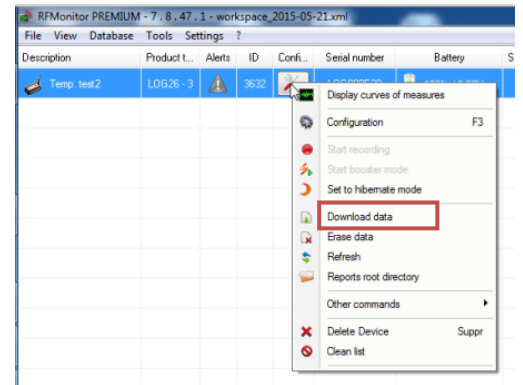 RFMonitor PREMIUM - 7 . 8 . 47 . 1 - workspace_2015-05-21.xml
File View Database Tools Settings ?
Description Product t... Alerts ID Confi... Serial number Battery S
Temp. test2 LOG26 - 3 3632
Display curves of measures
Configuration F3
Start recording
Start booster mode
Set to hibernate mode
Download data
Erase data
Refresh
Reports root directory
Other commands
Delete Device Suppr
Clean list